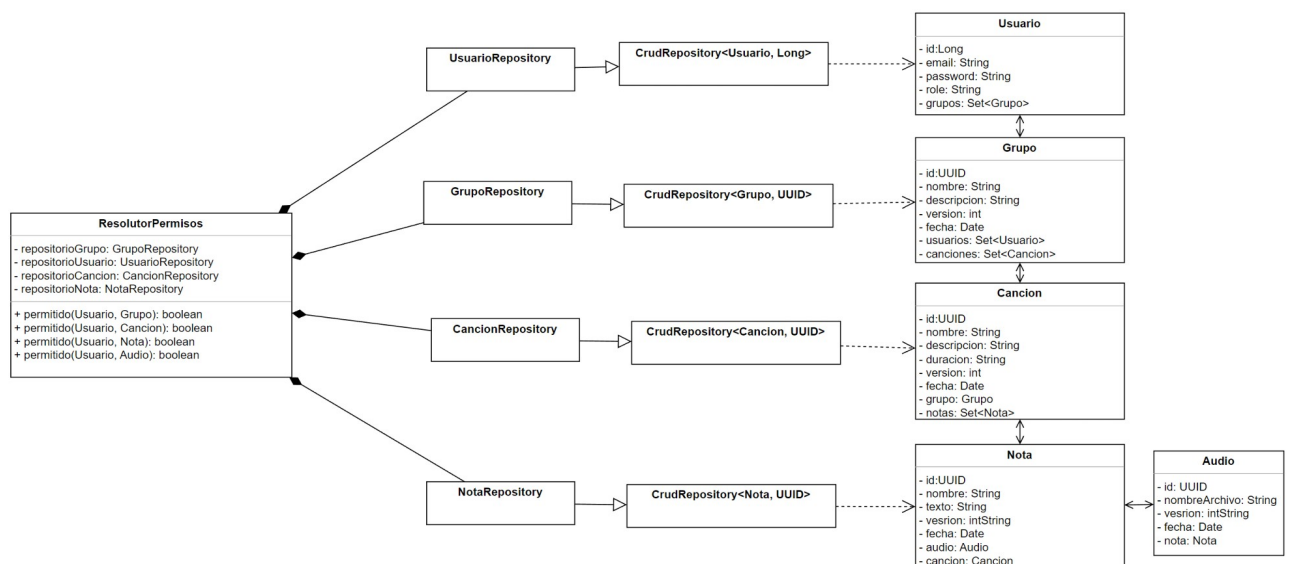 Usuario
- id:Long
- email: String
- password: String
- role: String
- grupos: Set<Grupo>
UsuarioRepository
CrudRepository<Usuario, Long>
Grupo
- id:UUID
- nombre: String
- descripcion: String
- version: int
- fecha: Date
- usuarios: Set<Usuario>
- canciones: Set<Cancion>
GrupoRepository
CrudRepository<Grupo, UUID>
ResolutorPermisos
- repositorioGrupo: GrupoRepository
- repositorioUsuario: UsuarioRepository
- repositorioCancion: CancionRepository
- repositorioNota: NotaRepository
+ permitido(Usuario, Grupo): boolean
+ permitido(Usuario, Cancion): boolean
+ permitido(Usuario, Nota): boolean
+ permitido(Usuario, Audio): boolean
CancionRepository
CrudRepository<Cancion, UUID>
Cancion
- id:UUID
- nombre: String
- descripcion: String
- duracion: String
- version: int
- fecha: Date
- grupo: Grupo
- notas: Set<Nota>
NotaRepository
CrudRepository<Nota, UUID>
Nota
- id:UUID
- nombre: String
- texto: String
- vesrion: intString
- fecha: Date
- audio: Audio
- cancion: Cancion
Audio
- id: UUID
- nombreArchivo: String
- vesrion: intString
- fecha: Date
- nota: Nota